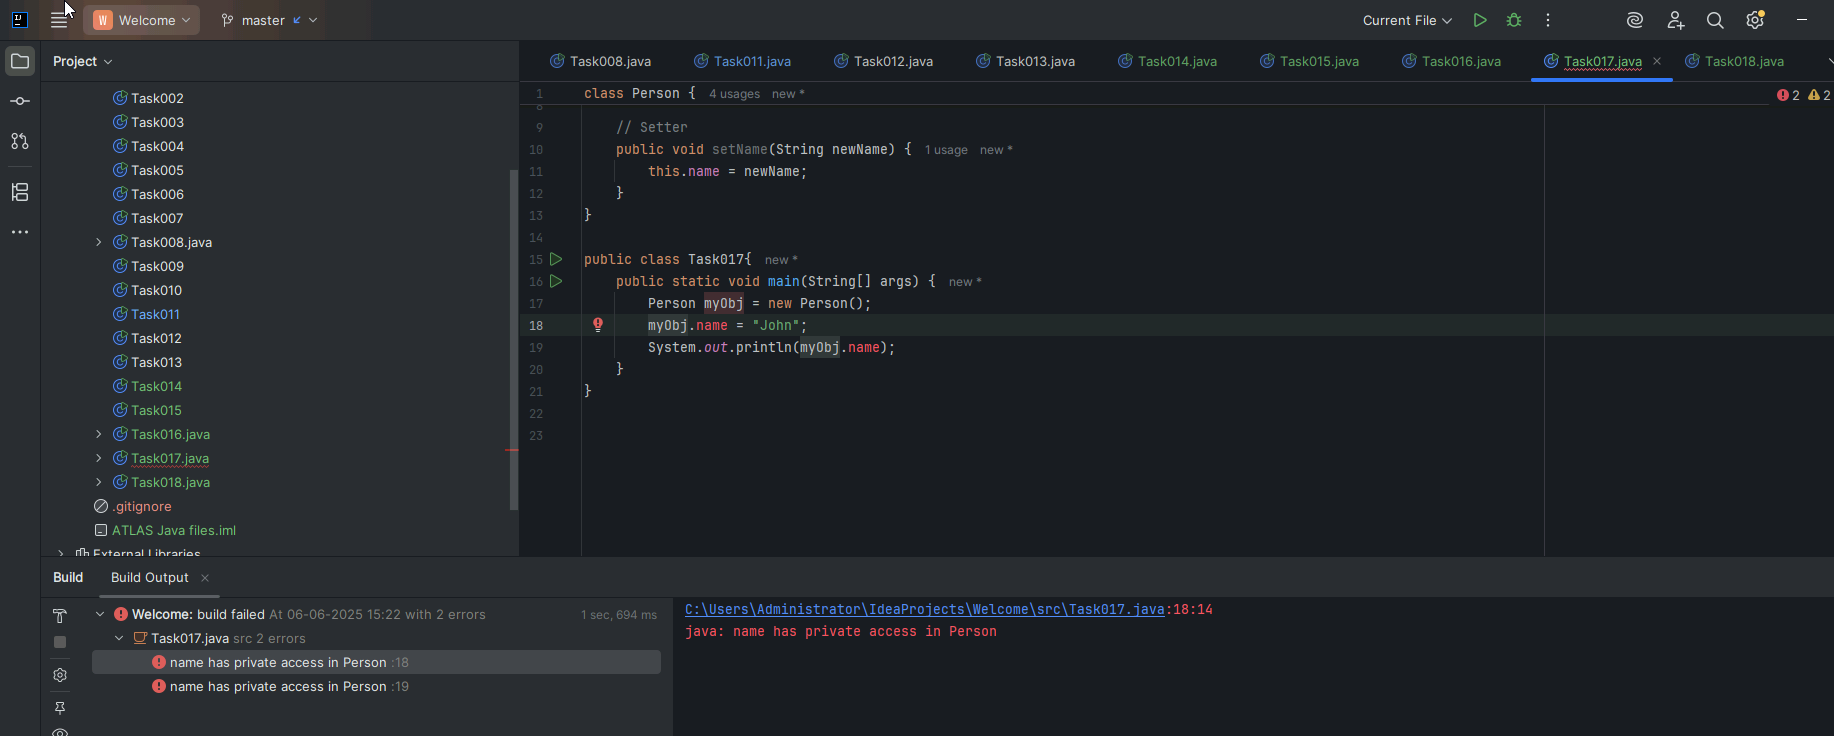 W Welcome master Current File
Project
Task008.java Task011.java Task012.java Task013.java Task014.java Task015.java Task016.java Task017.java Task018.java
Task002
Task003
Task004
Task005
Task006
Task007
Task008.java
Task009
Task010
Task011
Task012
Task013
Task014
Task015
Task016.java
Task017.java
Task018.java
.gitignore
ATLAS Java files.iml
External Libraries
1 class Person { 4 usages new *
2 2
8
9 // Setter
10 public void setName(String newName) { 1 usage new *
11 this.name = newName;
12 }
13 }
14
15 public class Task017{ new *
16 public static void main(String[] args) { new *
17 Person myObj = new Person();
18 myObj.name = "John";
19 System.out.println(myObj.name);
20 }
21 }
22
23
Build Build Output
Welcome: build failed At 06-06-2025 15:22 with 2 errors 1 sec, 694 ms
Task017.java src 2 errors
name has private access in Person :18
name has private access in Person :19
C:\Users\Administrator\IdeaProjects\Welcome\src\Task017.java:18:14
java: name has private access in Person